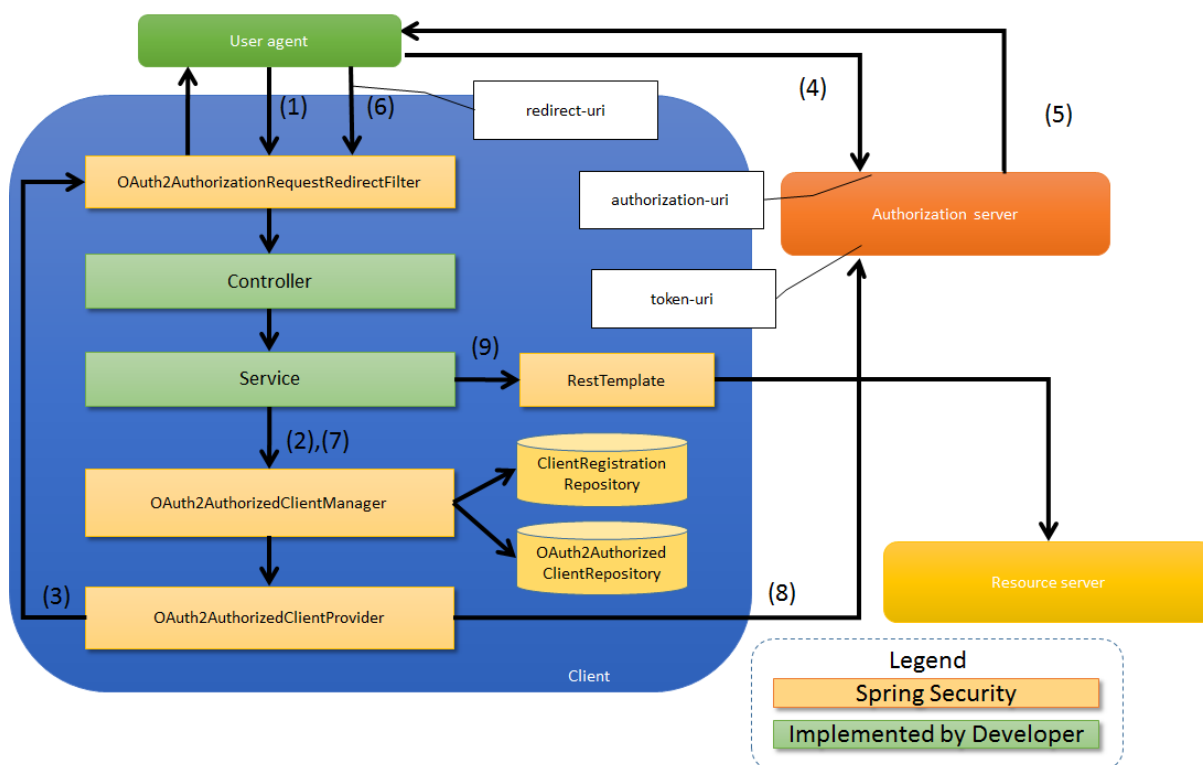 User agent
(1)
(6)
redirect-uri
(4)
(5)
OAuth2AuthorizationRequestRedirectFilter
authorization-uri
Authorization server
Controller
token-uri
Service
(9)
RestTemplate
(2),(7)
ClientRegistration
Repository
OAuth2AuthorizedClientManager
OAuth2Authorized
ClientRepository
Resource server
(3)
OAuth2AuthorizedClientProvider
(8)
Client
Legend
Spring Security
Implemented by Developer